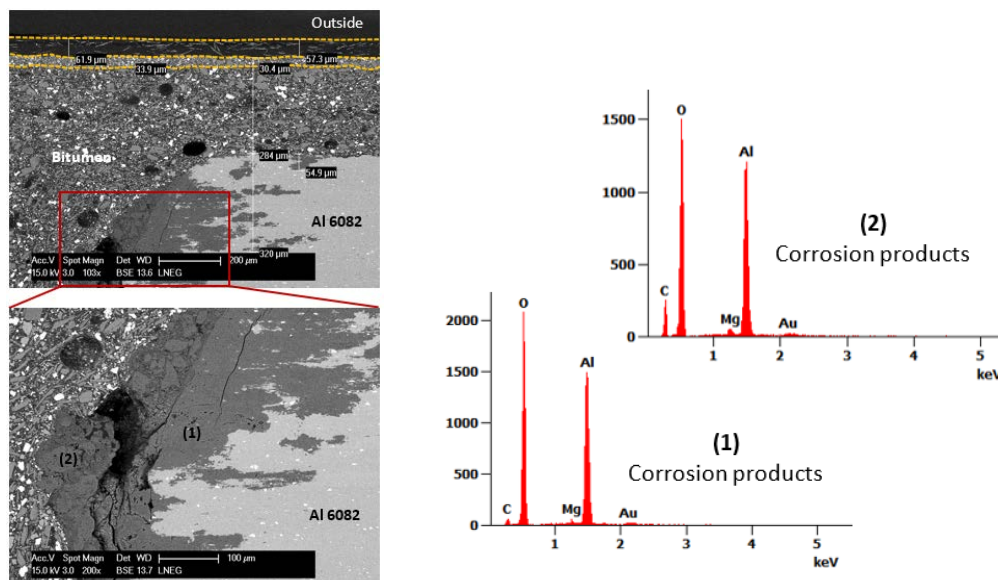 Outside
61.9 µm
57.3 µm
33.9 µm
30.4 µm
Bitumen
284 µm
54.9 µm
Al 6082
320 µm
Acc.V Spot Magn Det WD 200 µm
15.0 kV 3.0 103x BSE 13.6 LNEG
(1)
(2)
Al 6082
Acc.V Spot Magn Det WD 100 µm
15.0 kV 3.0 200x BSE 13.7 LNEG
1500
1000
500
0
O
Al
C
Mg
Au
(2)
Corrosion products
1 2 3 4 5
keV
2000
1500
1000
500
0
O
Al
C
Mg
Au
(1)
Corrosion products
1 2 3 4 5
keV